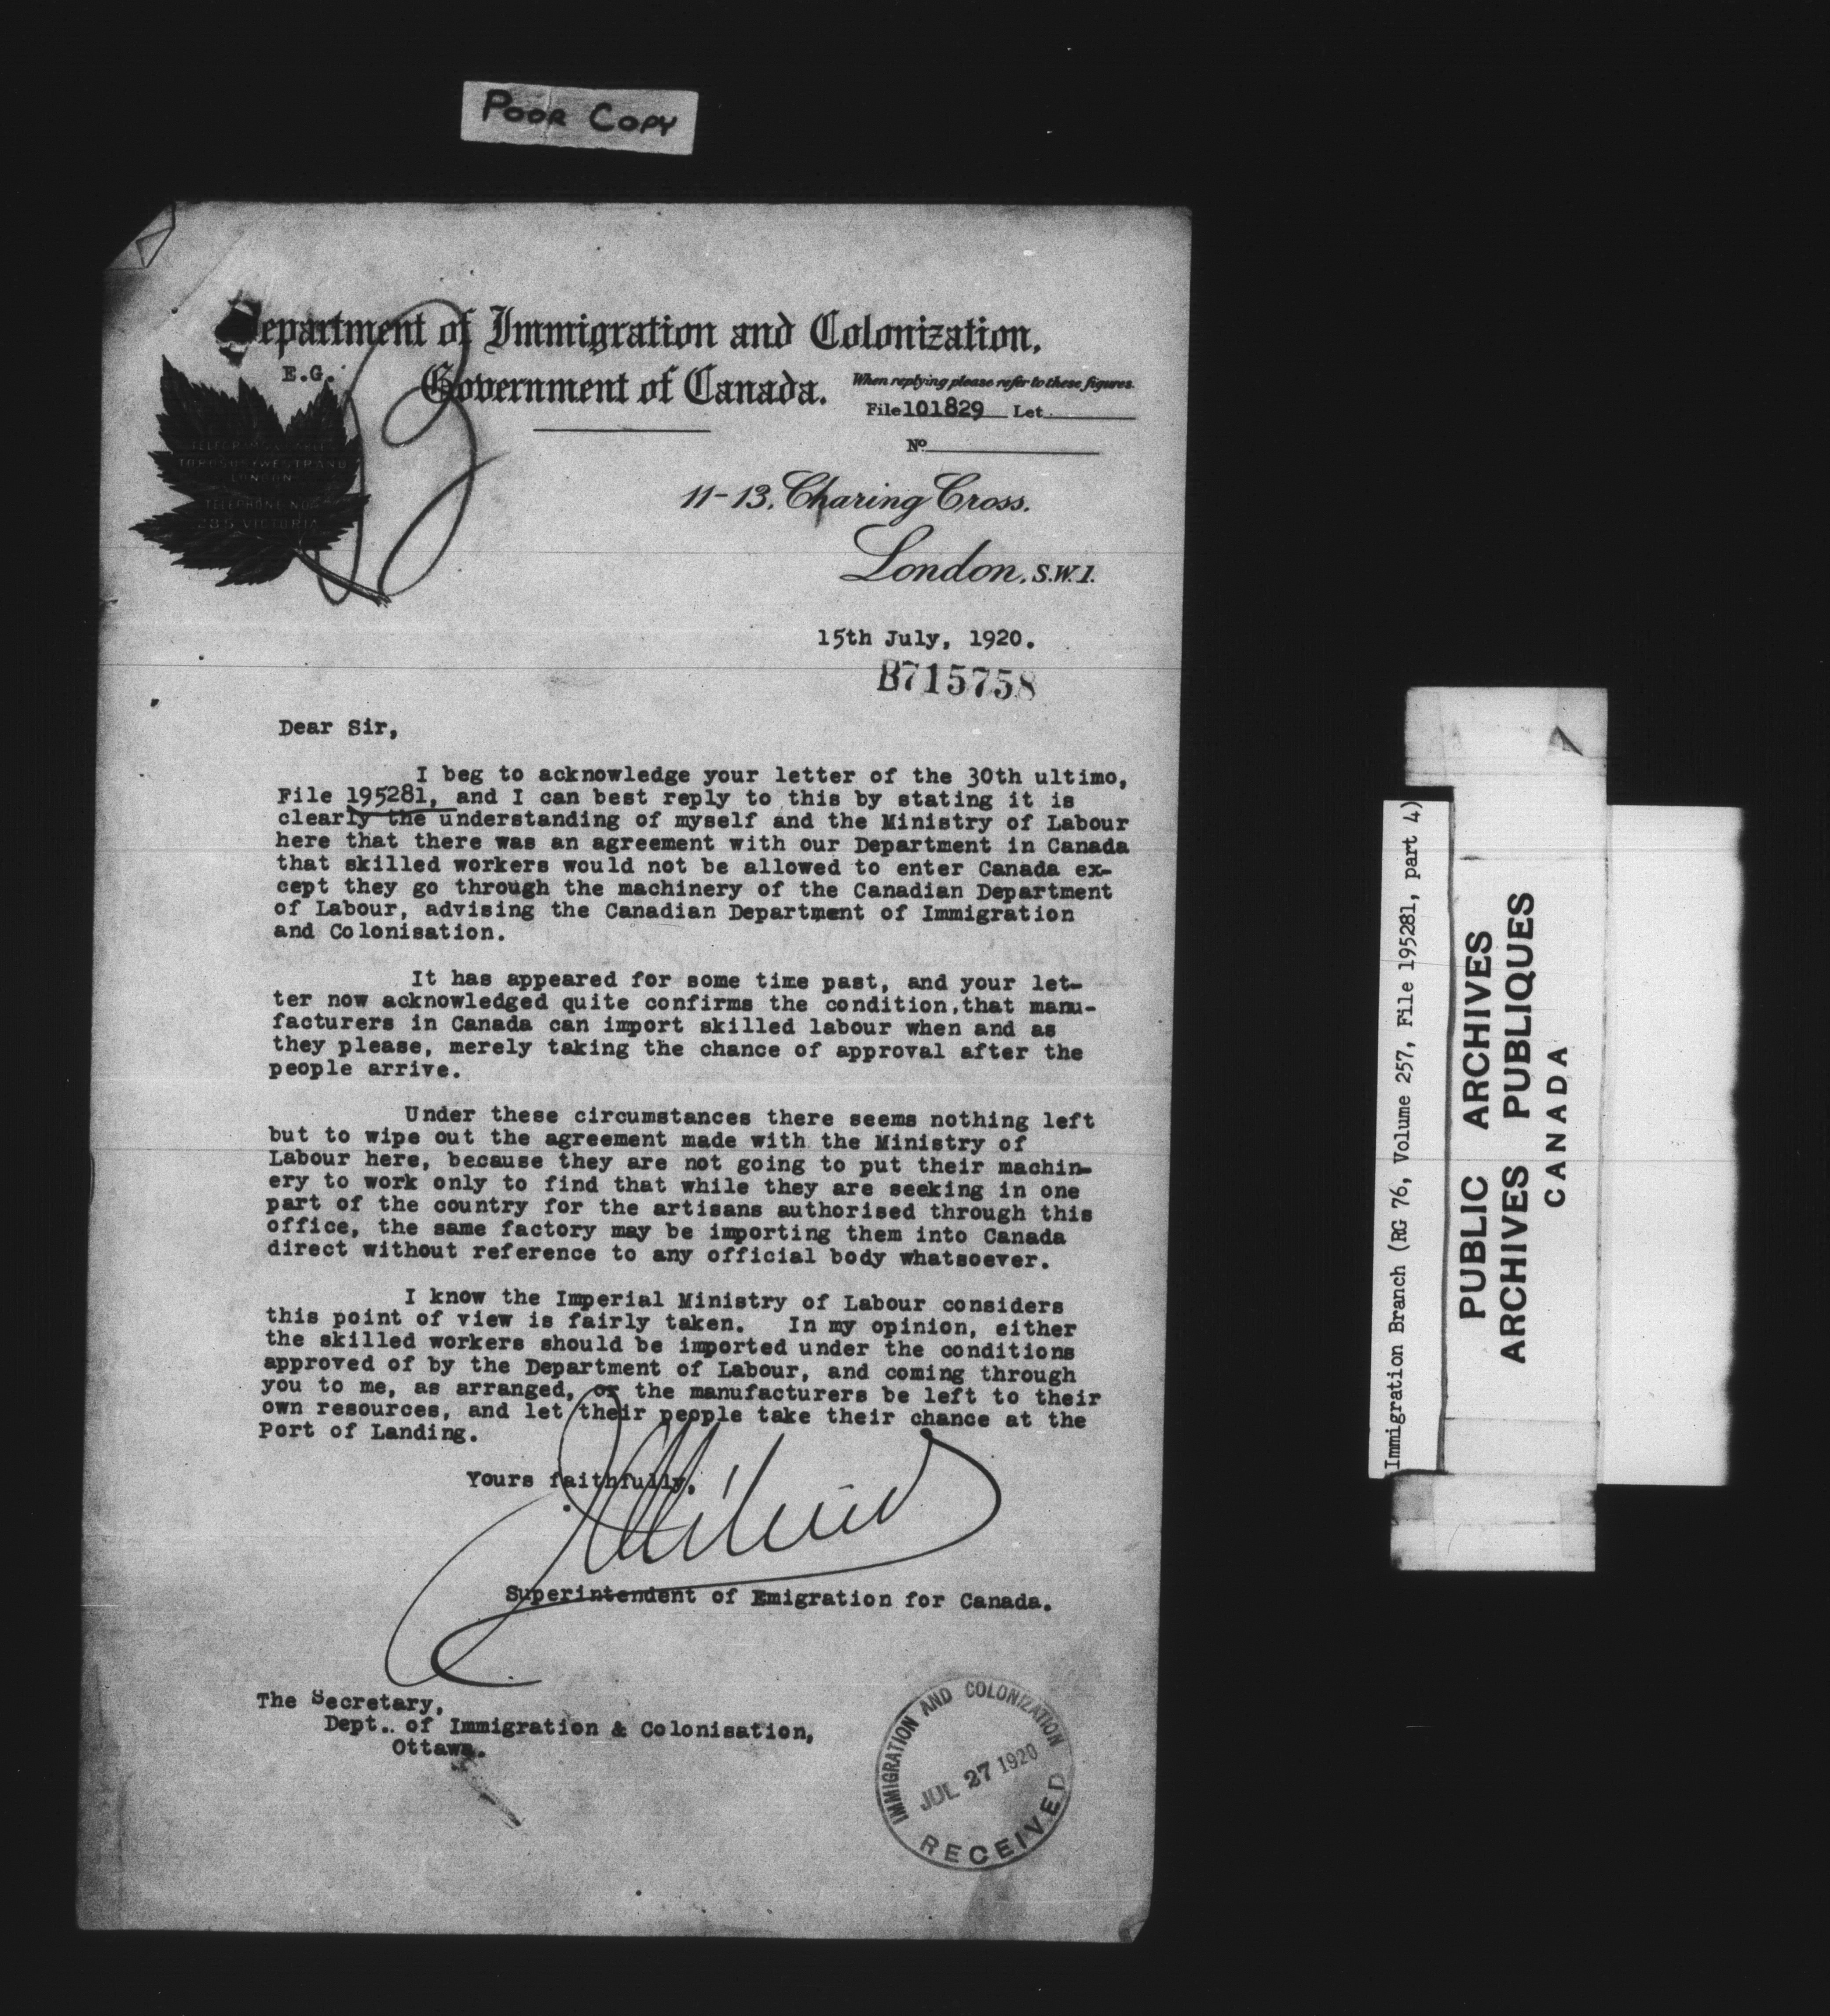 POOR COPY
Department of Immigration and Colonization,
E.G.
Government of Canada.
When replying please refer to these figures.
File 101829 Let.
No
TELEGRAMS & CABLES
LONDON
TELEPHONE NO.
285 VICTORIA
11-13, Charing Cross.
London, S.W.1.
15th July, 1920.
B715758
Dear Sir,
I beg to acknowledge your letter of the 30th ultimo,
File 195281, and I can best reply to this by stating it is
clearly the understanding of myself and the Ministry of Labour
here that there was an agreement with our Department in Canada
that skilled workers would not be allowed to enter Canada ex-
cept they go through the machinery of the Canadian Department
of Labour, advising the Canadian Department of Immigration
and Colonisation.
It has appeared for some time past, and your let-
ter now acknowledged quite confirms the condition, that manu-
facturers in Canada can import skilled labour when and as
they please, merely taking the chance of approval after the
people arrive.
Under these circumstances there seems nothing left
but to wipe out the agreement made with the Ministry of
Labour here, because they are not going to put their machin-
ery to work only to find that while they are seeking in one
part of the country for the artisans authorised through this
office, the same factory may be importing them into Canada
direct without reference to any official body whatsoever.
I know the Imperial Ministry of Labour considers
this point of view is fairly taken. In my opinion, either
the skilled workers should be imported under the conditions
approved of by the Department of Labour, and coming through
you to me, as arranged, or the manufacturers be left to their
own resources, and let their people take their chance at the
Port of Landing.
Yours faithfully,
Superintendent of Emigration for Canada.
The Secretary,
Dept.. of Immigration & Colonisation,
Ottawa.
IMMIGRATION AND COLONIZATION
JUL 27 1920
RECEIVED
Immigration Branch (RG 76, Volume 257, File 195281, part 4)
PUBLIC ARCHIVES
ARCHIVES PUBLIQUES
CANADA